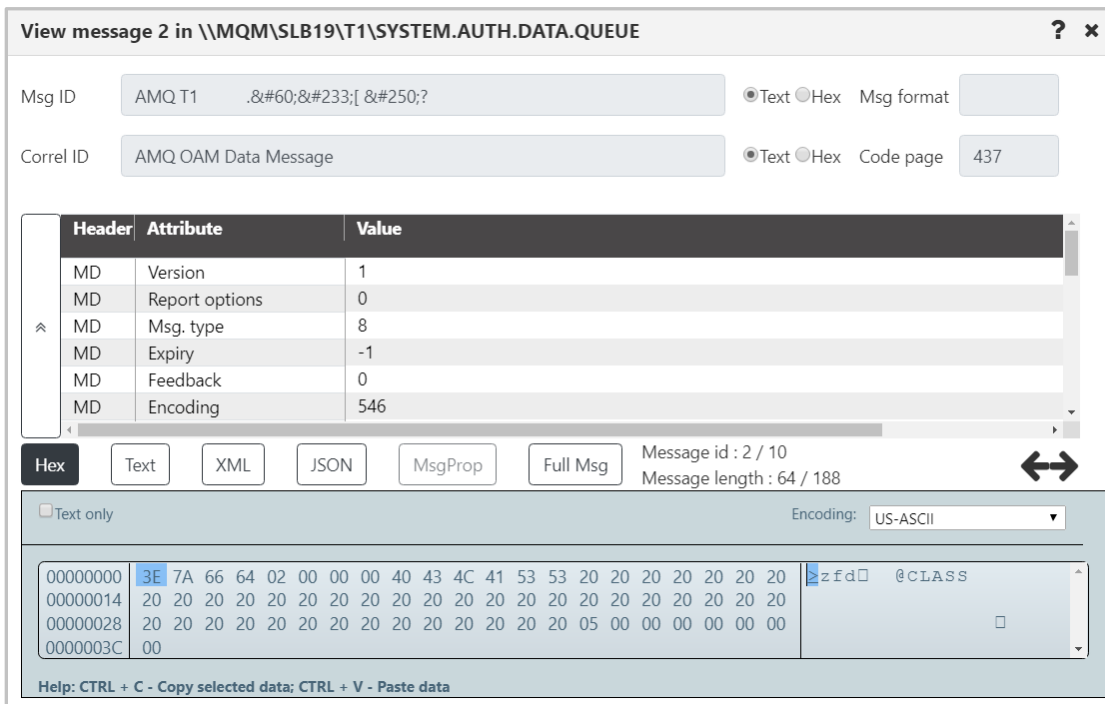 View message 2 in \\MQM\SLB19\T1\SYSTEM.AUTH.DATA.QUEUE ? ×
Msg ID AMQ T1 .&#60;&#233;[ &#250;? Text Hex Msg format
Correl ID AMQ OAM Data Message Text Hex Code page 437
Header Attribute Value
MD Version 1
MD Report options 0
MD Msg. type 8
MD Expiry -1
MD Feedback 0
MD Encoding 546
Hex Text XML JSON MsgProp Full Msg Message id : 2 / 10
Message length : 64 / 188
Text only Encoding: US-ASCII
00000000 3E 7A 66 64 02 00 00 00 40 43 4C 41 53 53 20 20 20 20 20 20 >zfd□ @CLASS
00000014 20 20 20 20 20 20 20 20 20 20 20 20 20 20 20 20 20 20 20 20
00000028 20 20 20 20 20 20 20 20 20 20 20 20 20 05 00 00 00 00 00 00 □
0000003C 00
Help: CTRL + C - Copy selected data; CTRL + V - Paste data